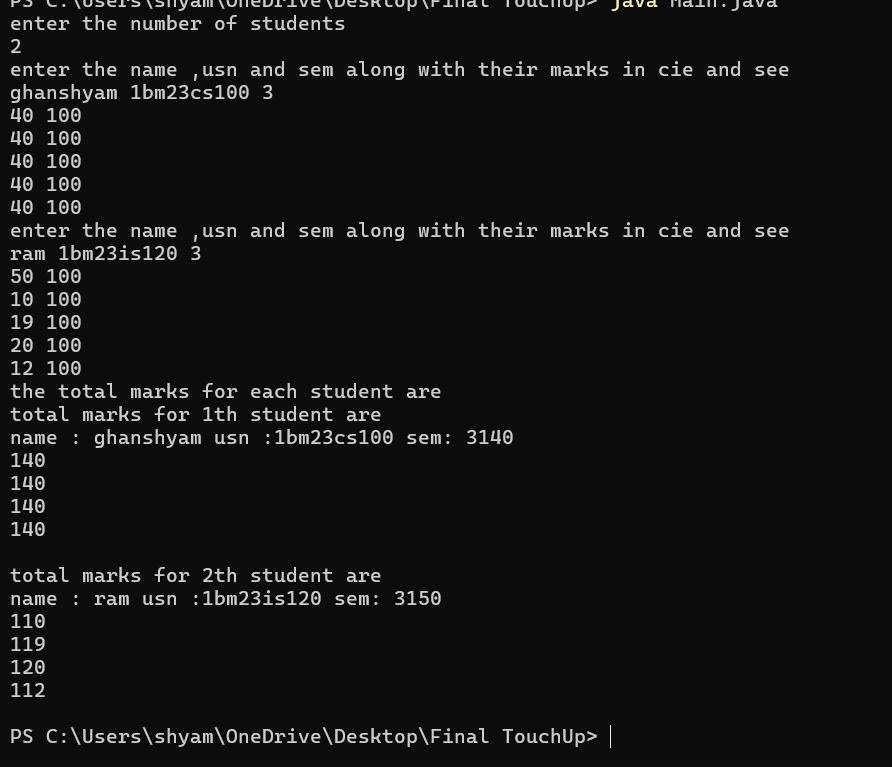 PS C:\Users\shyam\OneDrive\Desktop\Final TouchUp> java Main.java
enter the number of students
2
enter the name ,usn and sem along with their marks in cie and see
ghanshyam 1bm23cs100 3
40 100
40 100
40 100
40 100
40 100
enter the name ,usn and sem along with their marks in cie and see
ram 1bm23is120 3
50 100
10 100
19 100
20 100
12 100
the total marks for each student are
total marks for 1th student are
name : ghanshyam usn :1bm23cs100 sem: 3140
140
140
140
140
total marks for 2th student are
name : ram usn :1bm23is120 sem: 3150
110
119
120
112
PS C:\Users\shyam\OneDrive\Desktop\Final TouchUp>